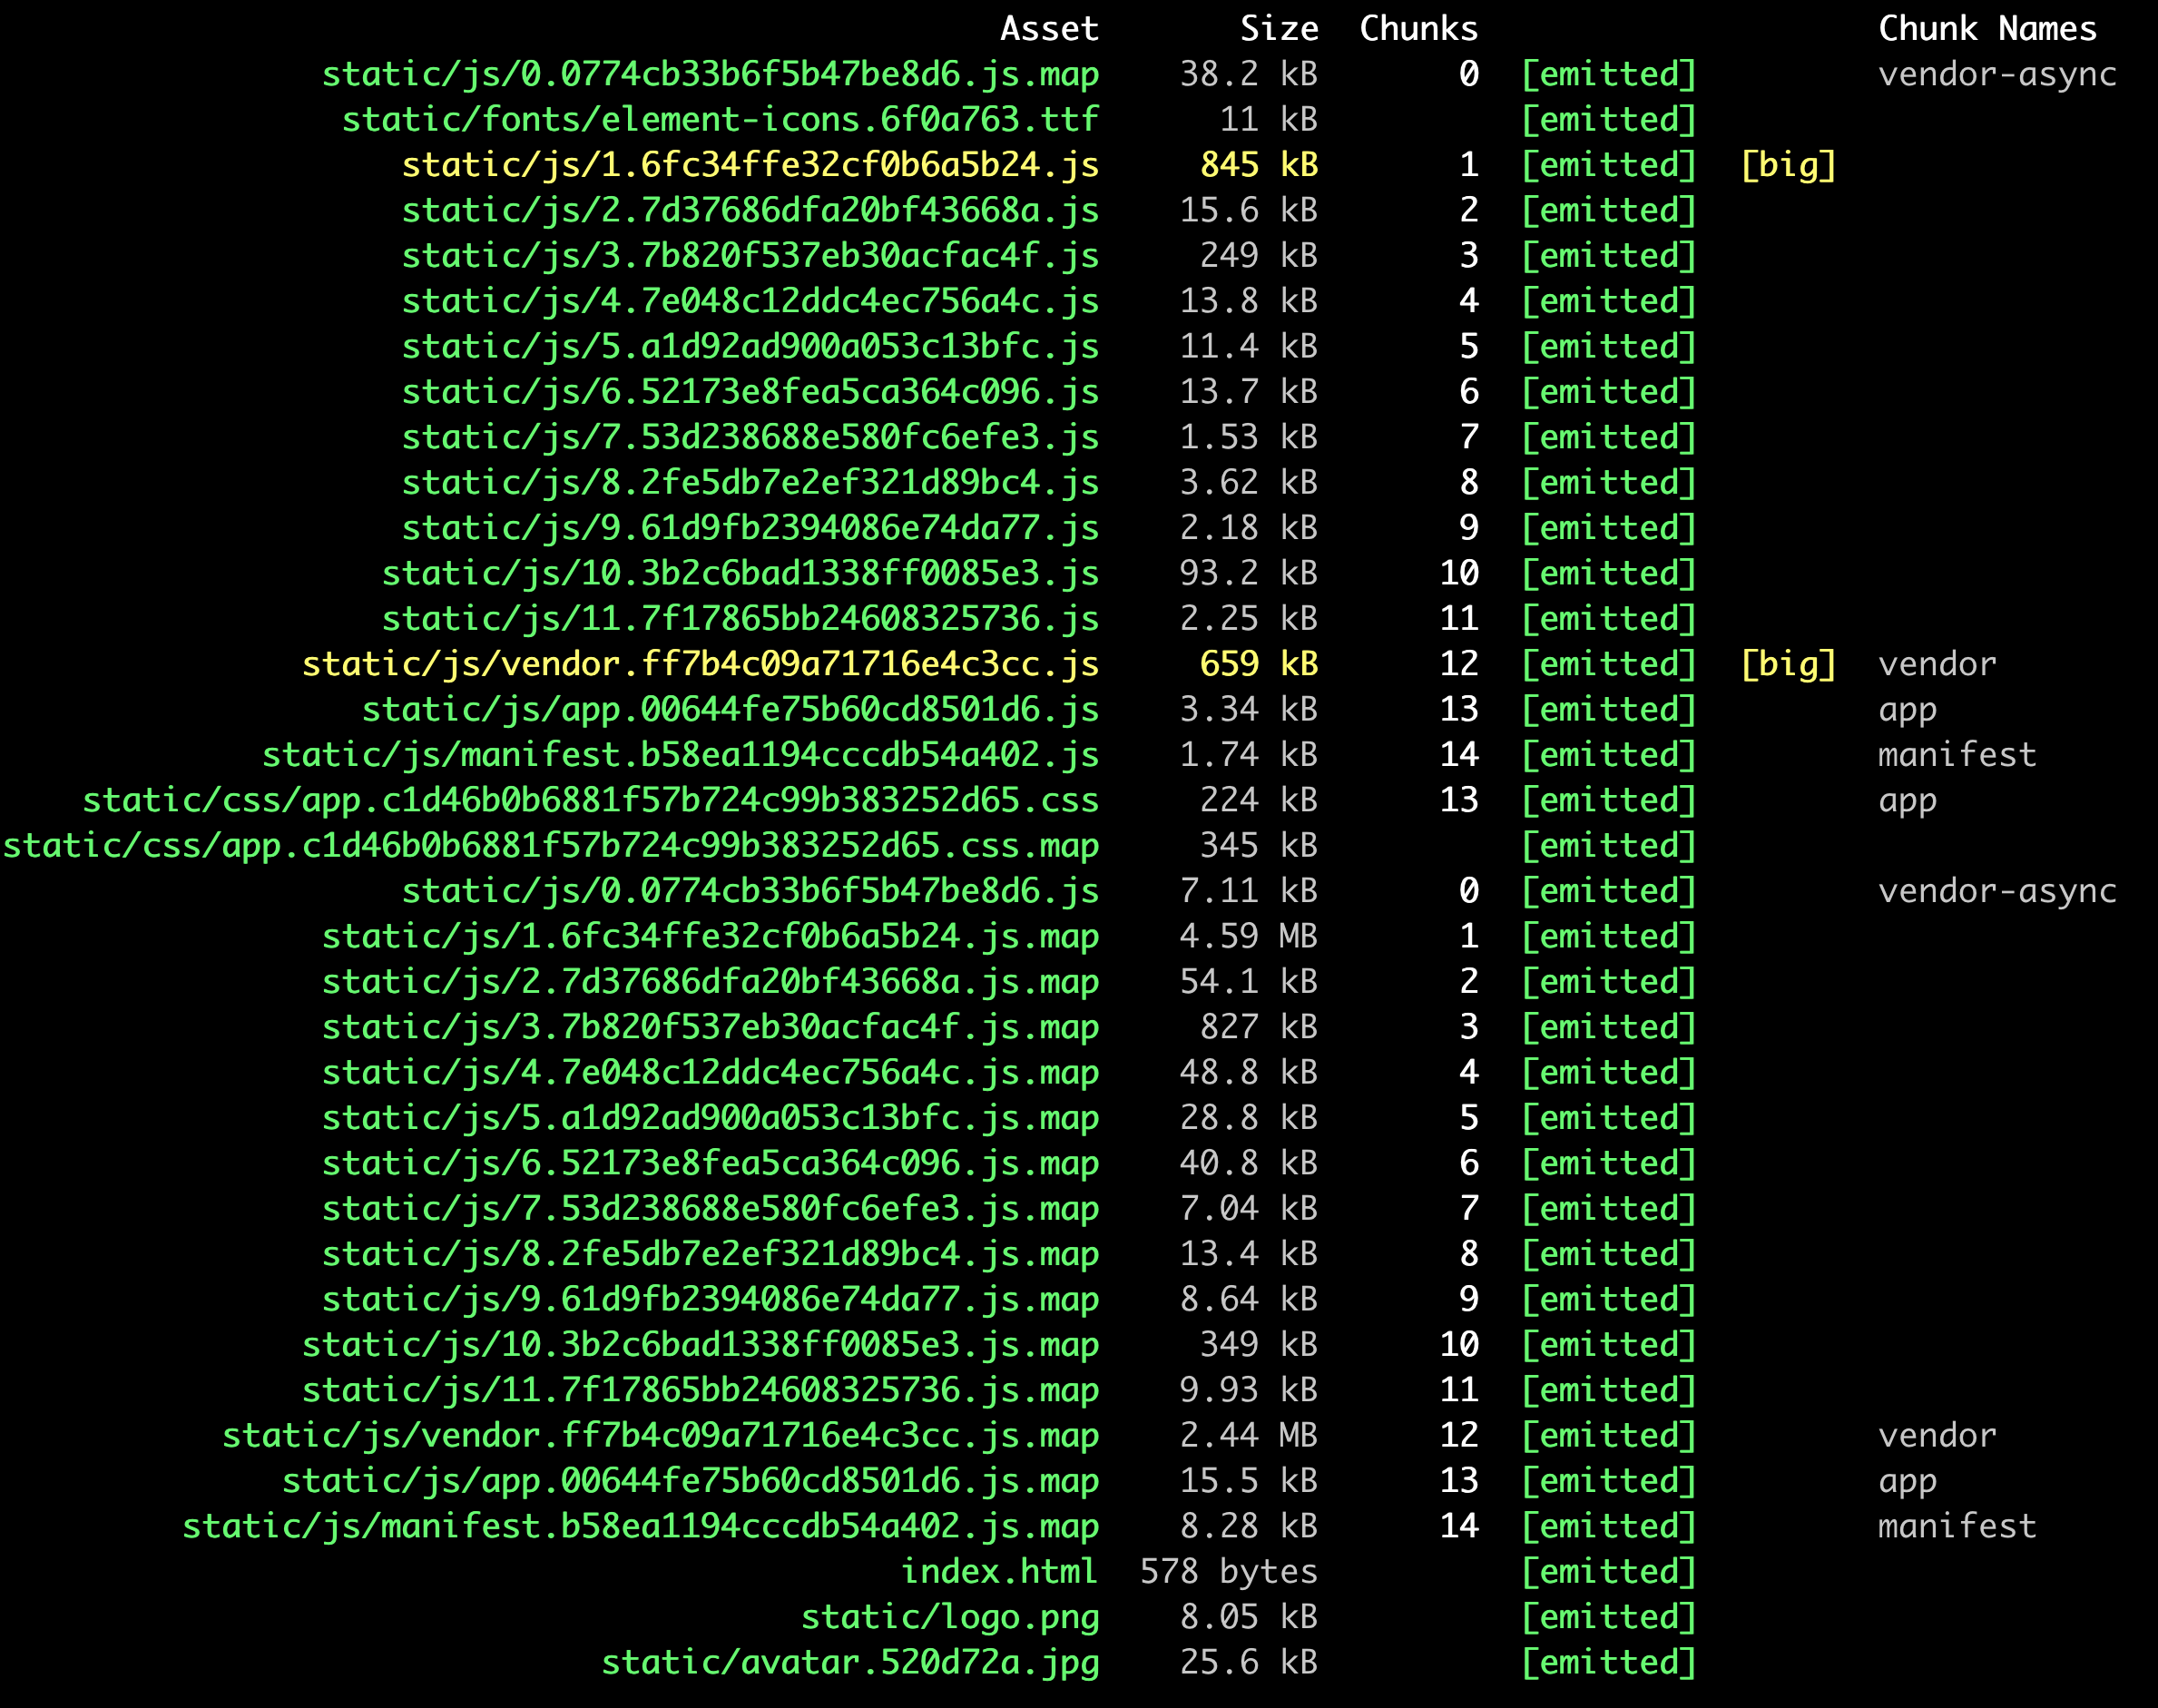 Asset Size Chunks Chunk Names
static/js/0.0774cb33b6f5b47be8d6.js.map 38.2 kB 0 [emitted] vendor-async
static/fonts/element-icons.6f0a763.ttf 11 kB [emitted]
static/js/1.6fc34ffe32cf0b6a5b24.js 845 kB 1 [emitted] [big]
static/js/2.7d37686dfa20bf43668a.js 15.6 kB 2 [emitted]
static/js/3.7b820f537eb30acfac4f.js 249 kB 3 [emitted]
static/js/4.7e048c12ddc4ec756a4c.js 13.8 kB 4 [emitted]
static/js/5.a1d92ad900a053c13bfc.js 11.4 kB 5 [emitted]
static/js/6.52173e8fea5ca364c096.js 13.7 kB 6 [emitted]
static/js/7.53d238688e580fc6efe3.js 1.53 kB 7 [emitted]
static/js/8.2fe5db7e2ef321d89bc4.js 3.62 kB 8 [emitted]
static/js/9.61d9fb2394086e74da77.js 2.18 kB 9 [emitted]
static/js/10.3b2c6bad1338ff0085e3.js 93.2 kB 10 [emitted]
static/js/11.7f17865bb24608325736.js 2.25 kB 11 [emitted]
static/js/vendor.ff7b4c09a71716e4c3cc.js 659 kB 12 [emitted] [big] vendor
static/js/app.00644fe75b60cd8501d6.js 3.34 kB 13 [emitted] app
static/js/manifest.b58ea1194cccdb54a402.js 1.74 kB 14 [emitted] manifest
static/css/app.c1d46b0b6881f57b724c99b383252d65.css 224 kB 13 [emitted] app
static/css/app.c1d46b0b6881f57b724c99b383252d65.css.map 345 kB [emitted]
static/js/0.0774cb33b6f5b47be8d6.js 7.11 kB 0 [emitted] vendor-async
static/js/1.6fc34ffe32cf0b6a5b24.js.map 4.59 MB 1 [emitted]
static/js/2.7d37686dfa20bf43668a.js.map 54.1 kB 2 [emitted]
static/js/3.7b820f537eb30acfac4f.js.map 827 kB 3 [emitted]
static/js/4.7e048c12ddc4ec756a4c.js.map 48.8 kB 4 [emitted]
static/js/5.a1d92ad900a053c13bfc.js.map 28.8 kB 5 [emitted]
static/js/6.52173e8fea5ca364c096.js.map 40.8 kB 6 [emitted]
static/js/7.53d238688e580fc6efe3.js.map 7.04 kB 7 [emitted]
static/js/8.2fe5db7e2ef321d89bc4.js.map 13.4 kB 8 [emitted]
static/js/9.61d9fb2394086e74da77.js.map 8.64 kB 9 [emitted]
static/js/10.3b2c6bad1338ff0085e3.js.map 349 kB 10 [emitted]
static/js/11.7f17865bb24608325736.js.map 9.93 kB 11 [emitted]
static/js/vendor.ff7b4c09a71716e4c3cc.js.map 2.44 MB 12 [emitted] vendor
static/js/app.00644fe75b60cd8501d6.js.map 15.5 kB 13 [emitted] app
static/js/manifest.b58ea1194cccdb54a402.js.map 8.28 kB 14 [emitted] manifest
index.html 578 bytes [emitted]
static/logo.png 8.05 kB [emitted]
static/avatar.520d72a.jpg 25.6 kB [emitted]